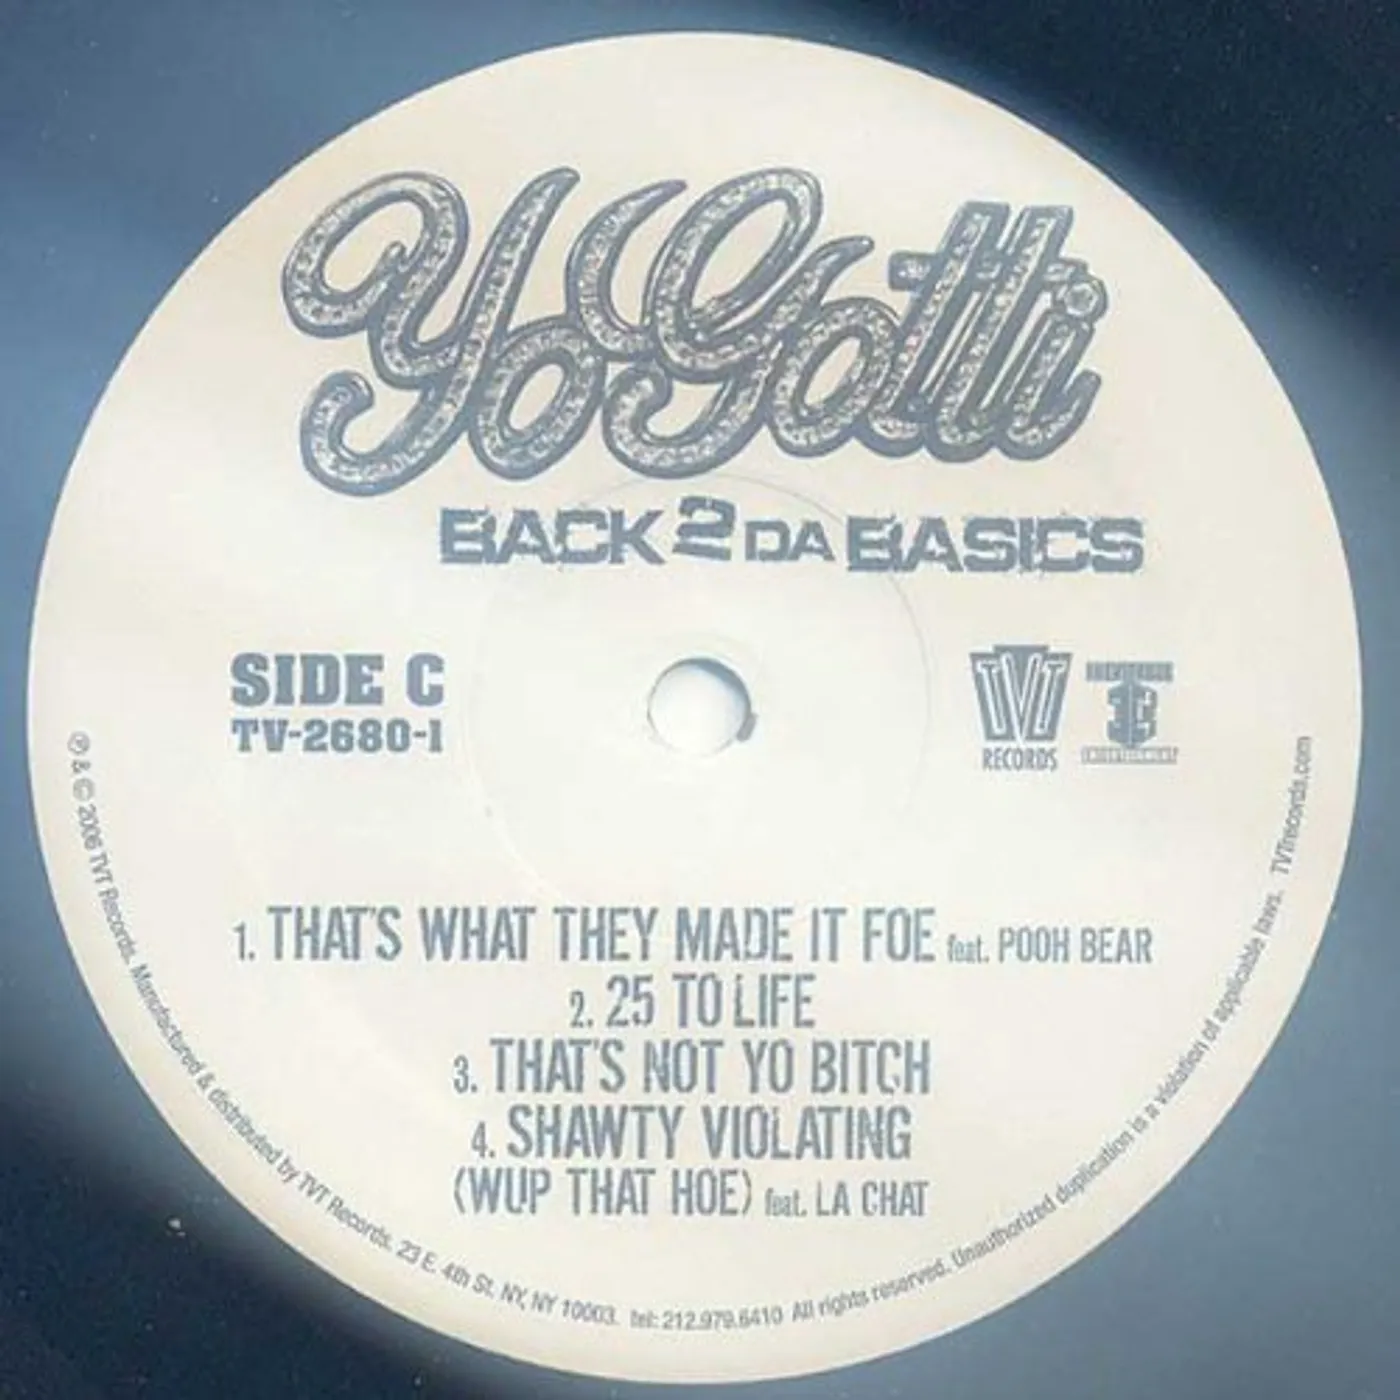 Yo Gotti
BACK 2 DA BASICS
SIDE C
TV-2680-1
TVT
RECORDS
1. THAT'S WHAT THEY MADE IT FOE feat. POOH BEAR
2. 25 TO LIFE
3. THAT'S NOT YO BITCH
4. SHAWTY VIOLATING
(WUP THAT HOE) feat. LA CHAT
℗ & © 2006 TVT Records. Manufactured & distributed by TVT Records. 23 E. 4th St. NY, NY 10003. tel: 212.979.6410 All rights reserved. Unauthorized duplication is a violation of applicable laws. TVTrecords.com